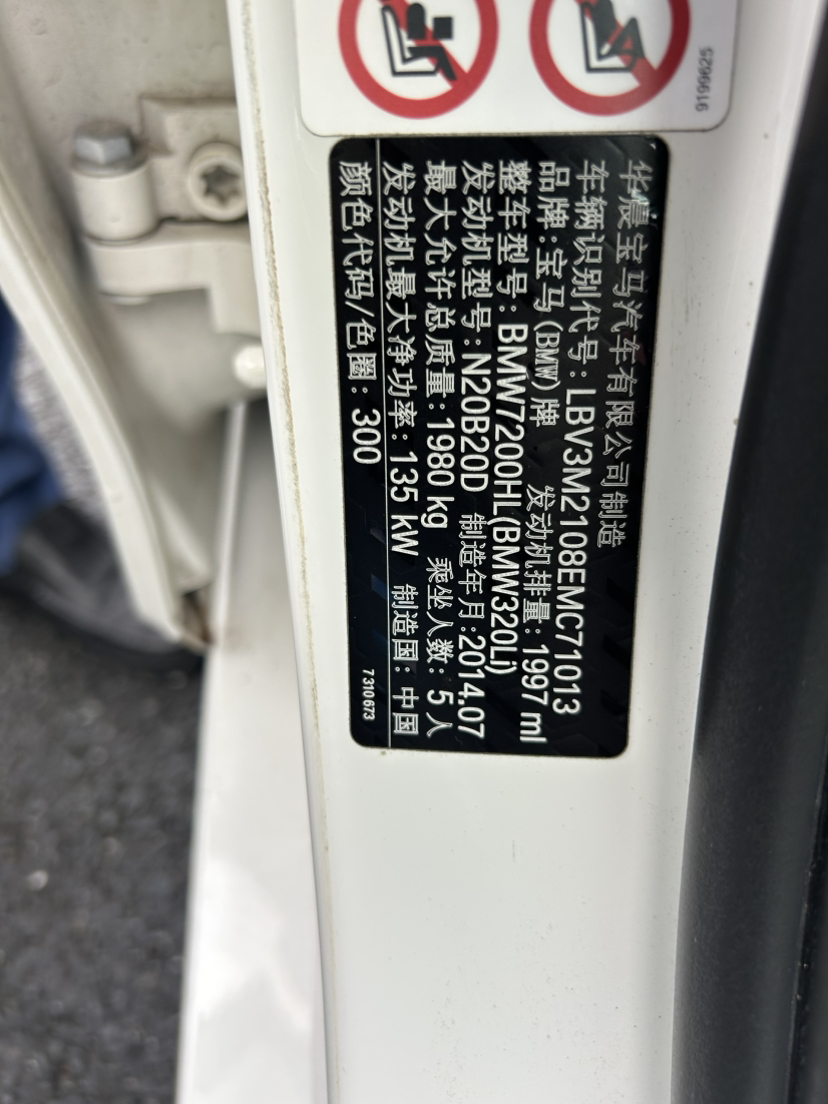 9196625
华晨宝马汽车有限公司制造
车辆识别代号: LBV3M2108EMC71013
品牌: 宝马(BMW)牌 发动机排量: 1997 ml
整车型号: BMW7200HL(BMW320Li)
发动机型号: N20B20D 制造年月: 2014.07
最大允许总质量: 1980 kg 乘坐人数: 5 人
发动机最大净功率: 135 kW 制造国: 中国
颜色代码/色圈: 300
7310673